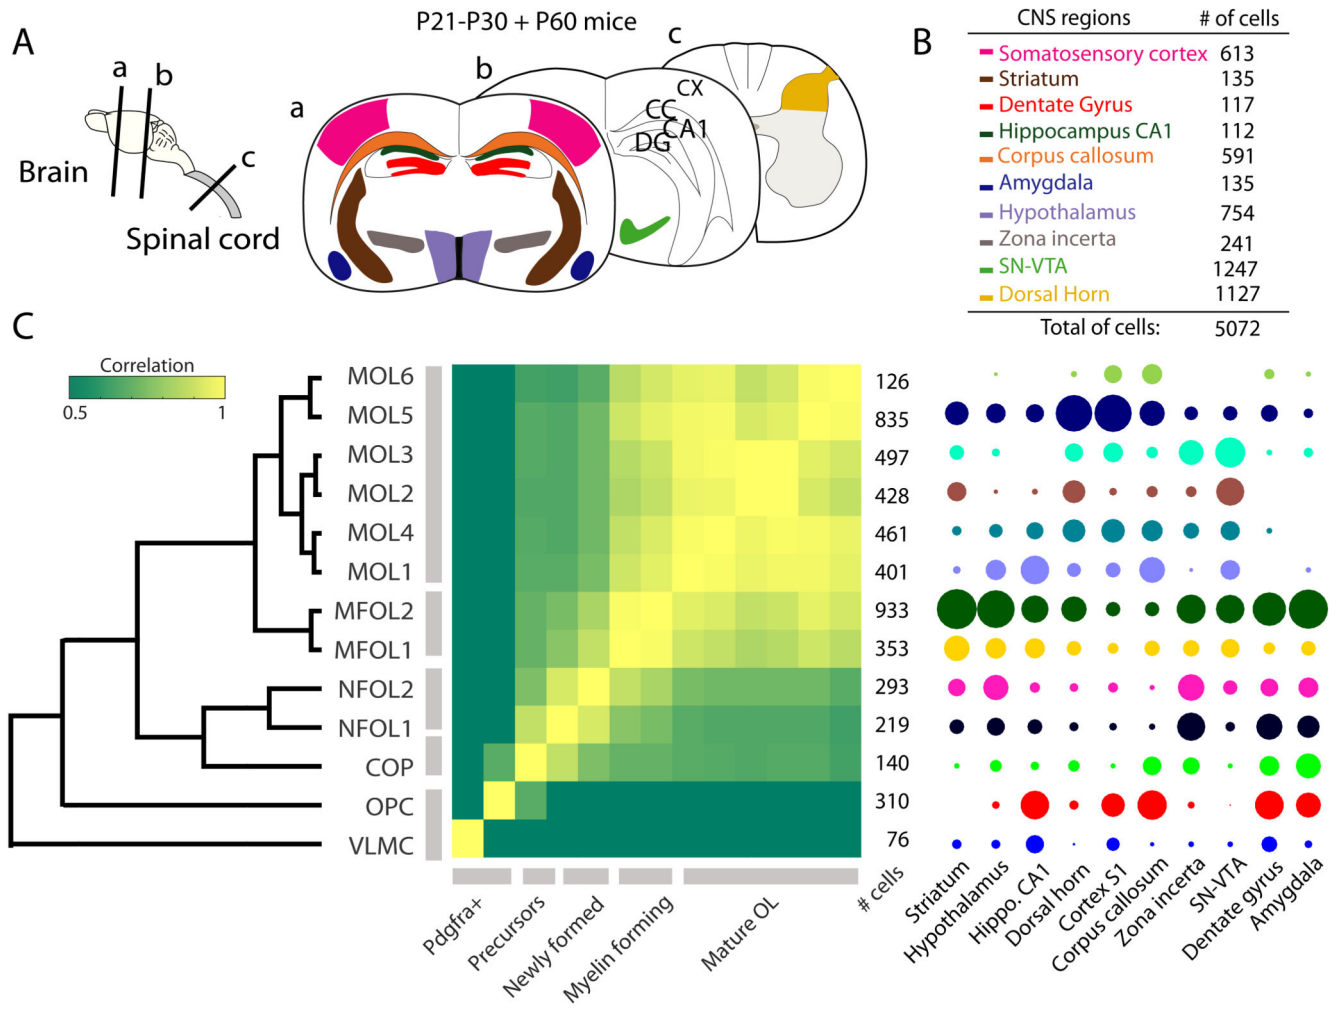 P21-P30 + P60 mice
A
a
b
c
Brain
Spinal cord
a
b
c
CX
CC
CA1
DG
B
CNS regions # of cells
Somatosensory cortex 613
Striatum 135
Dentate Gyrus 117
Hippocampus CA1 112
Corpus callosum 591
Amygdala 135
Hypothalamus 754
Zona incerta 241
SN-VTA 1247
Dorsal Horn 1127
Total of cells: 5072
C
Correlation
0.5 1
MOL6 126
MOL5 835
MOL3 497
MOL2 428
MOL4 461
MOL1 401
MFOL2 933
MFOL1 353
NFOL2 293
NFOL1 219
COP 140
OPC 310
VLMC 76
Pdgfra+
Precursors
Newly formed
Myelin forming
Mature OL
# cells
Striatum
Hypothalamus
Hippo. CA1
Dorsal horn
Cortex S1
Corpus callosum
Zona incerta
SN-VTA
Dentate gyrus
Amygdala